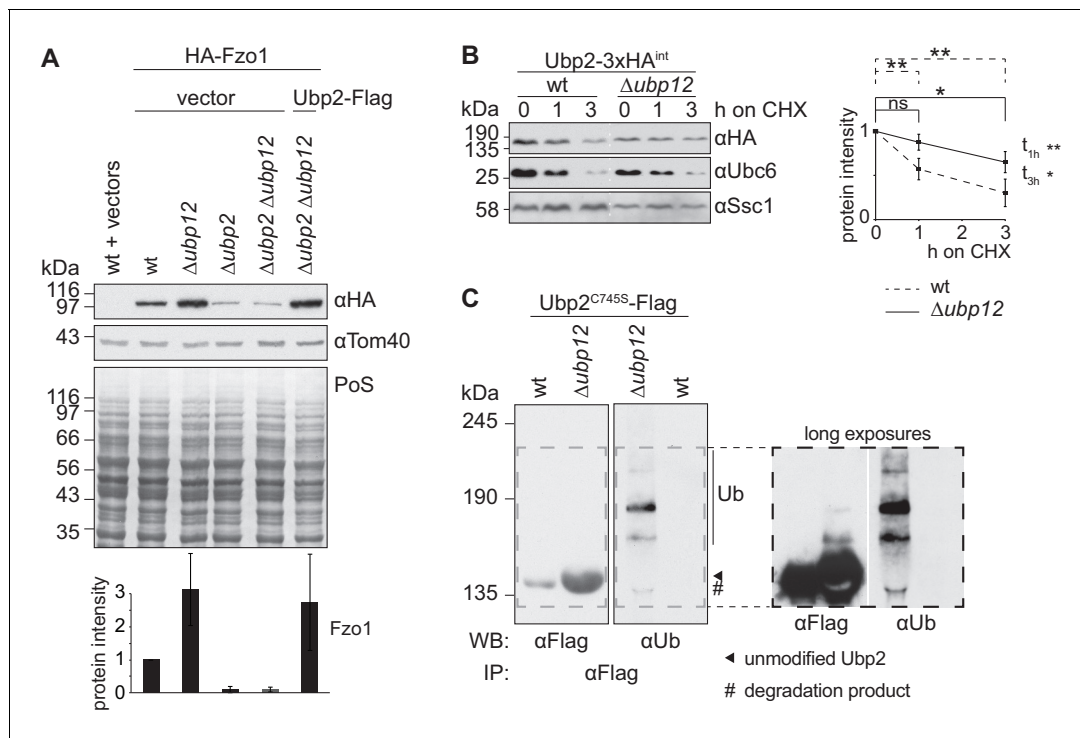 A
HA-Fzo1
vector
Ubp2-Flag
wt + vectors
wt
Δubp12
Δubp2
Δubp2 Δubp12
Δubp2 Δubp12
kDa
116
97
αHA
43
αTom40
PoS
116
97
66
56
43
35
protein intensity
3
2
1
0
Fzo1
B
Ubp2-3xHAint
wt Δubp12
kDa 0 1 3 0 1 3 h on CHX
190
135
αHA
25
αUbc6
58
αSsc1
**
**
*
ns
1
0
protein intensity
t1h **
t3h *
0 1 2 3
h on CHX
wt
Δubp12
C
Ubp2C745S-Flag
wt
Δubp12
Δubp12
wt
kDa
245
190
135
Ub
◄
#
long exposures
αFlag αUb
WB: αFlag αUb
IP: αFlag
◄ unmodified Ubp2
# degradation product